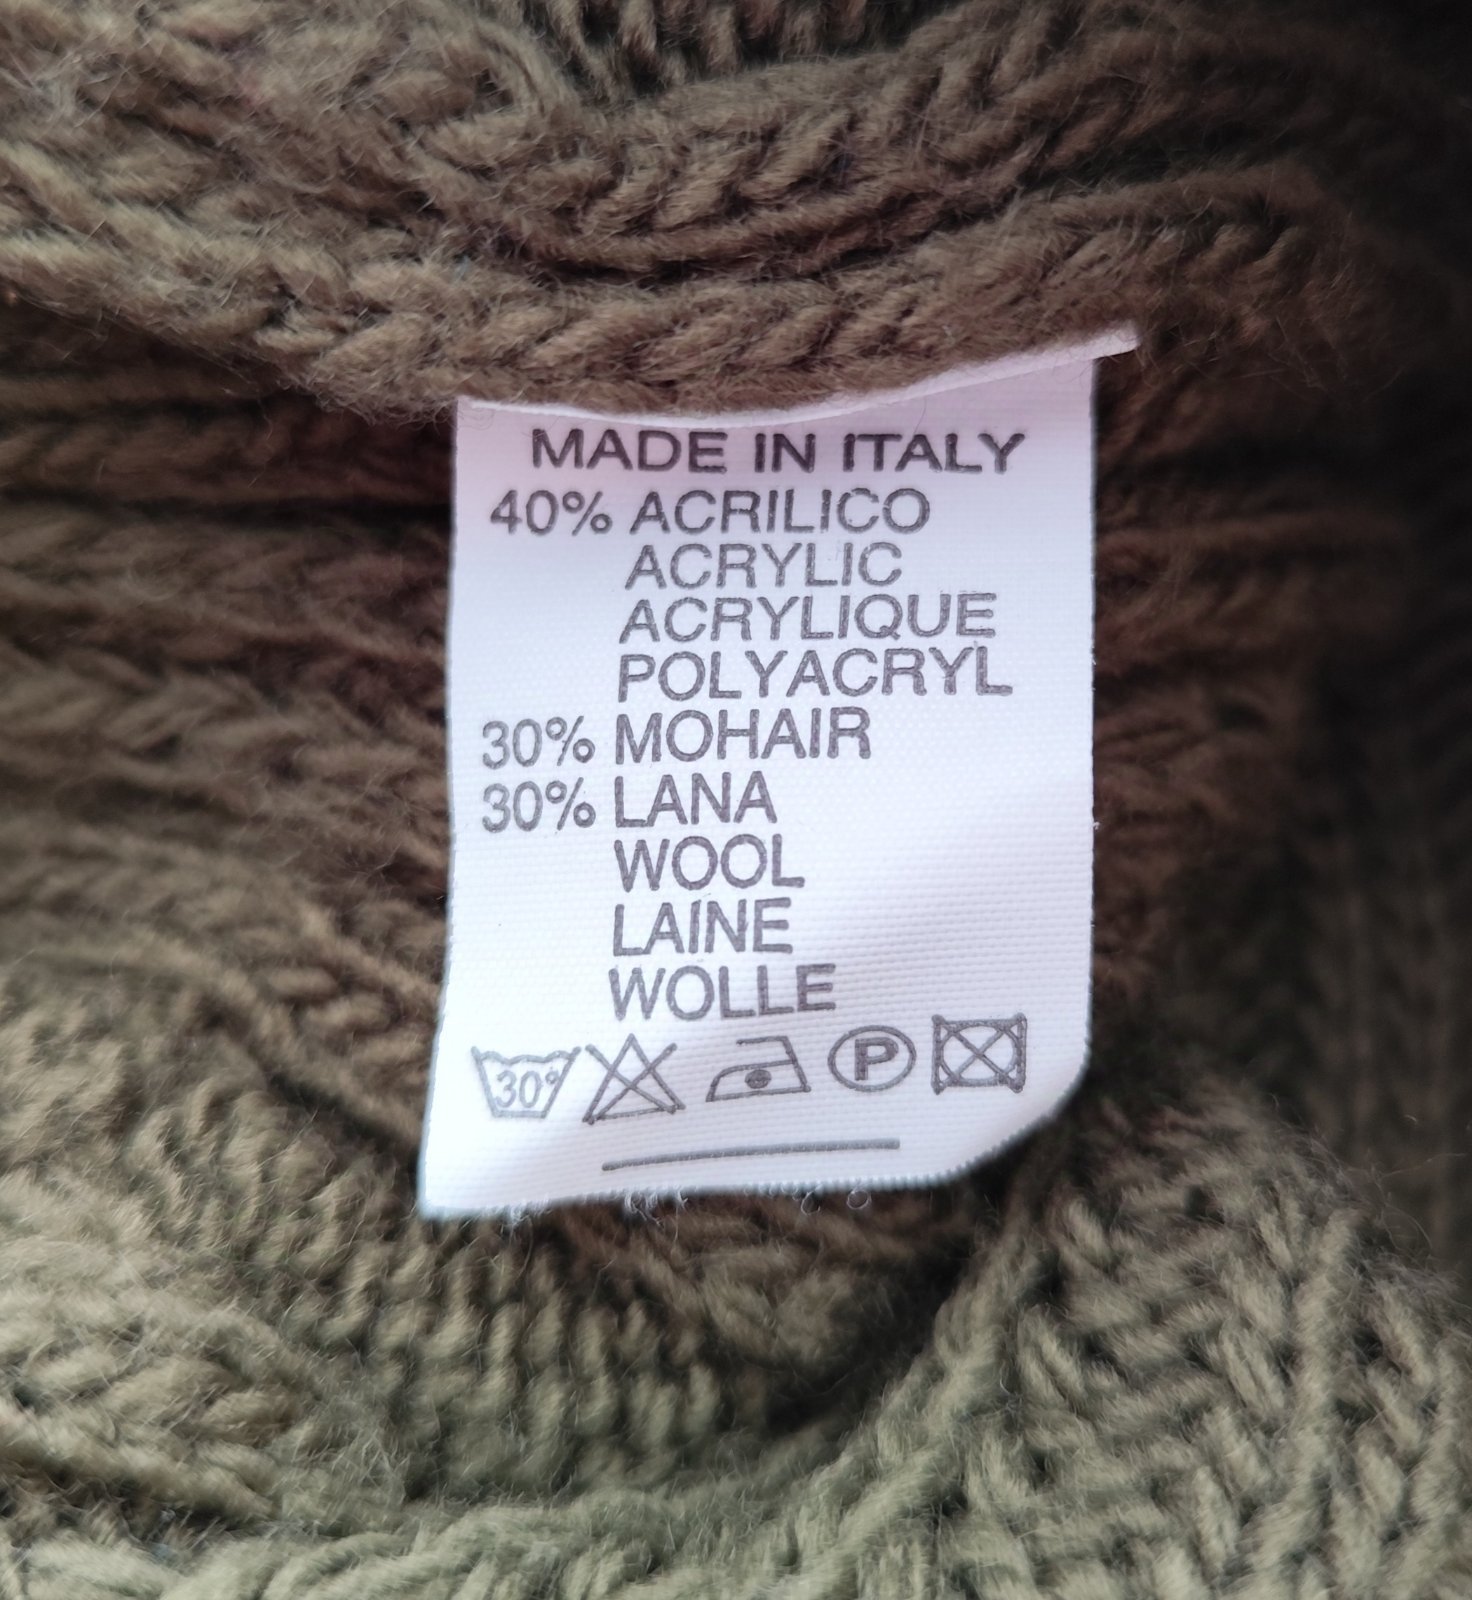 MADE IN ITALY
40% ACRILICO
ACRYLIC
ACRYLIQUE
POLYACRYL
30% MOHAIR
30% LANA
WOOL
LAINE
WOLLE
30° P